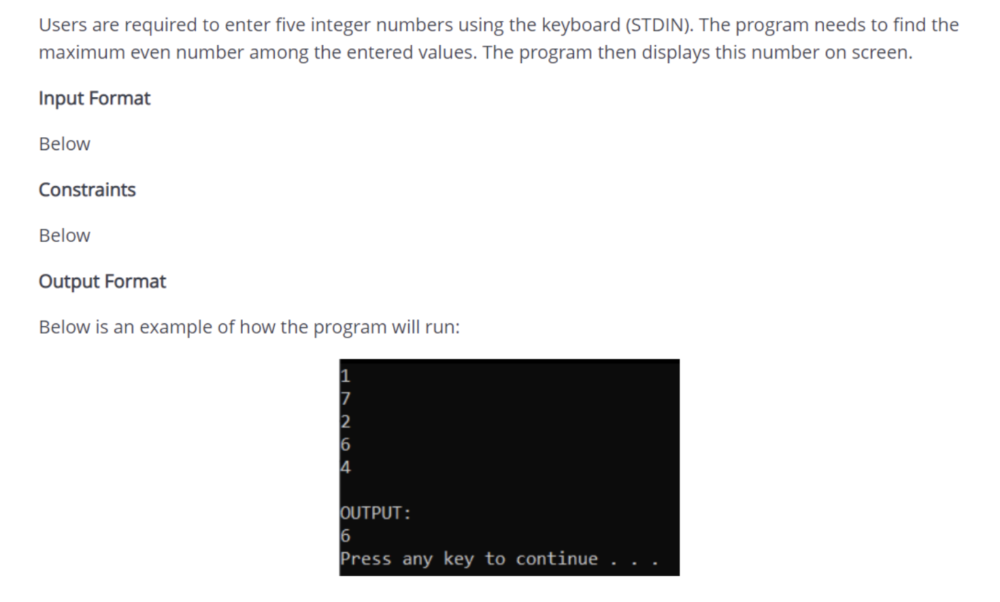 Users are required to enter five integer numbers using the keyboard (STDIN). The program needs to find the
maximum even number among the entered values. The program then displays this number on screen.
Input Format
Below
Constraints
Below
Output Format
Below is an example of how the program will run:
1
7
2
6
4
OUTPUT:
6
Press any key to continue . . .